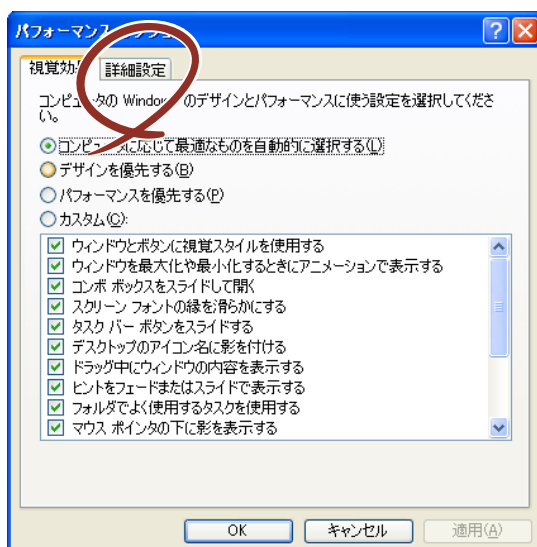 パフォーマンス
視覚効 詳細設定
コンピュ タの Window のデザインとパフォーマンスに使う設定を選択してくださ
い。
コンピュ に応じて最適なものを自動的に選択する(L)
デザインを優先する(B)
パフォーマンスを優先する(P)
カスタム(C):
ウィンドウとボタンに視覚スタイルを使用する
ウィンドウを最大化や最小化するときにアニメーションで表示する
コンボ ボックスをスライドして開く
スクリーン フォントの縁を滑らかにする
タスク バー ボタンをスライドする
デスクトップのアイコン名に影を付ける
ドラッグ中にウィンドウの内容を表示する
ヒントをフェードまたはスライドで表示する
フォルダでよく使用するタスクを使用する
マウス ポインタの下に影を表示する
OK キャンセル 適用(A)